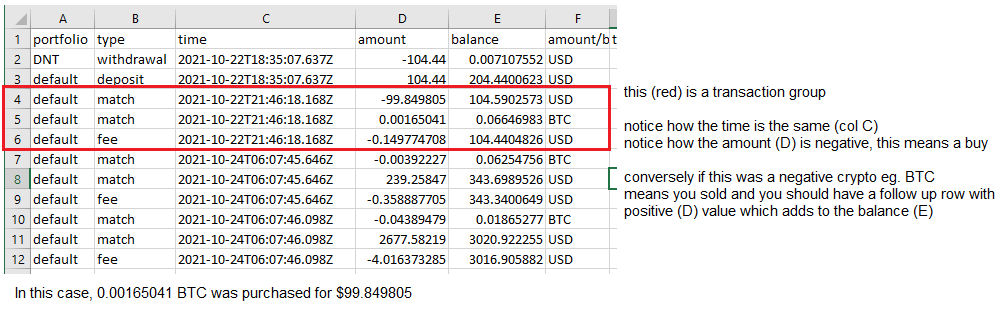 A B C D E F
1 portfolio type time amount balance amount/b t
2 DNT withdrawal 2021-10-22T18:35:07.637Z -104.44 0.007107552 USD
3 default deposit 2021-10-22T18:35:07.637Z 104.44 204.4400623 USD
4 default match 2021-10-22T21:46:18.168Z -99.849805 104.5902573 USD
5 default match 2021-10-22T21:46:18.168Z 0.00165041 0.06646983 BTC
6 default fee 2021-10-22T21:46:18.168Z -0.149774708 104.4404826 USD
7 default match 2021-10-24T06:07:45.646Z -0.00392227 0.06254756 BTC
8 default match 2021-10-24T06:07:45.646Z 239.25847 343.6989526 USD
9 default fee 2021-10-24T06:07:45.646Z -0.358887705 343.3400649 USD
10 default match 2021-10-24T06:07:46.098Z -0.04389479 0.01865277 BTC
11 default match 2021-10-24T06:07:46.098Z 2677.58219 3020.922255 USD
12 default fee 2021-10-24T06:07:46.098Z -4.016373285 3016.905882 USD
this (red) is a transaction group
notice how the time is the same (col C)
notice how the amount (D) is negative, this means a buy
conversely if this was a negative crypto eg. BTC
means you sold and you should have a follow up row with
positive (D) value which adds to the balance (E)
In this case, 0.00165041 BTC was purchased for $99.849805